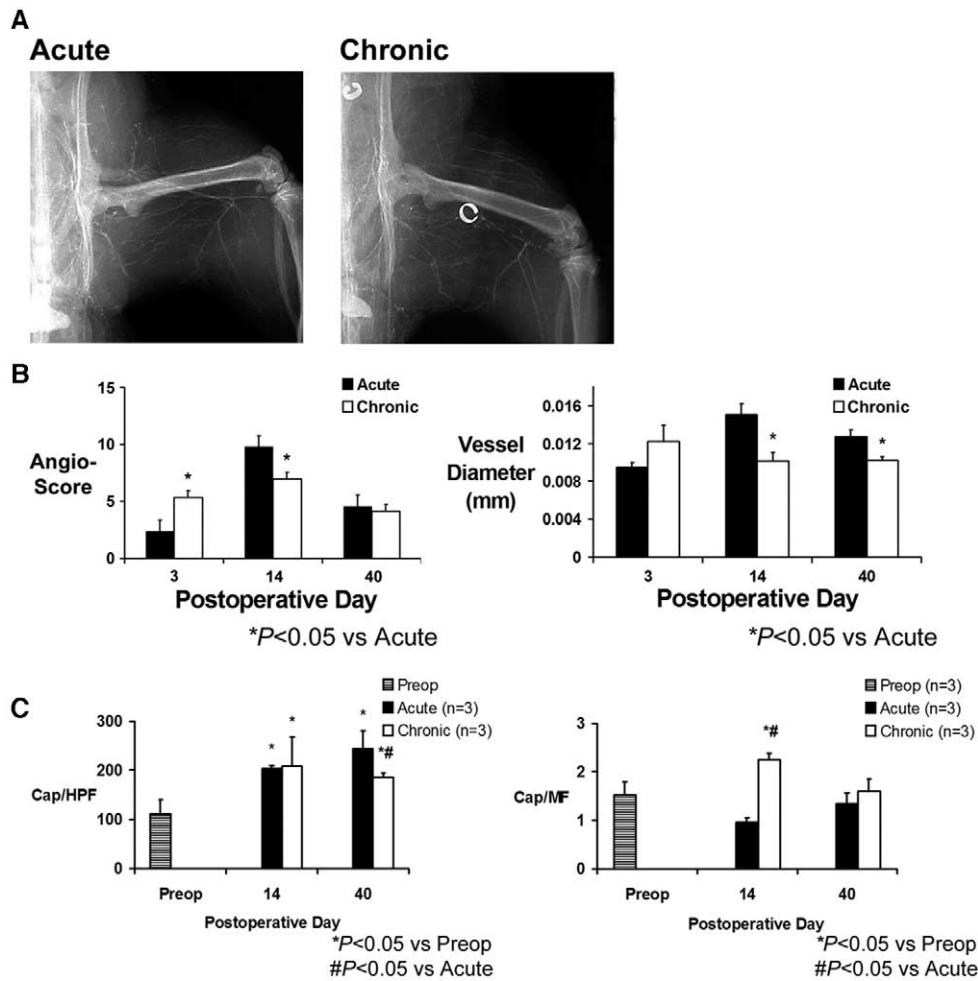 A
Acute
Chronic
B
15
10
5
0
Angio-
Score
Acute
Chronic
*
*
3
14
40
Postoperative Day
*P<0.05 vs Acute
0.016
0.012
0.008
0.004
0
Vessel
Diameter
(mm)
Acute
Chronic
*
*
3
14
40
Postoperative Day
*P<0.05 vs Acute
C
Preop
Acute (n=3)
Chronic (n=3)
300
200
100
0
Cap/HPF
*
*
*
*#
Preop
14
40
Postoperative Day
*P<0.05 vs Preop
#P<0.05 vs Acute
Preop (n=3)
Acute (n=3)
Chronic (n=3)
3
2
1
0
Cap/MF
*#
Preop
14
40
Postoperative Day
*P<0.05 vs Preop
#P<0.05 vs Acute